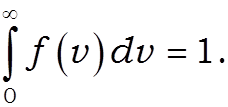 ∫₀^∞ f(v)dv = 1.